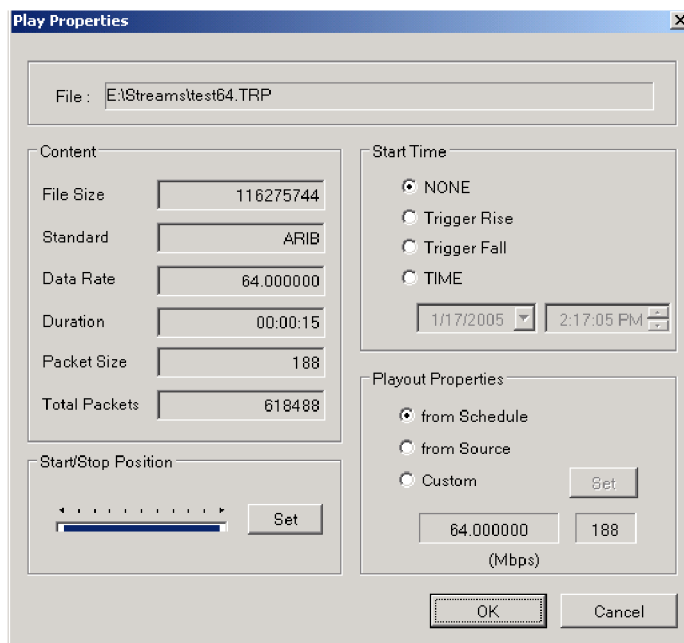 Play Properties
File : E:\Streams\test64.TRP
Content
File Size 116275744
Standard ARIB
Data Rate 64.000000
Duration 00:00:15
Packet Size 188
Total Packets 618488
Start/Stop Position
Set
Start Time
NONE
Trigger Rise
Trigger Fall
TIME
1/17/2005 2:17:05 PM
Playout Properties
from Schedule
from Source
Custom Set
64.000000 188
(Mbps)
OK Cancel